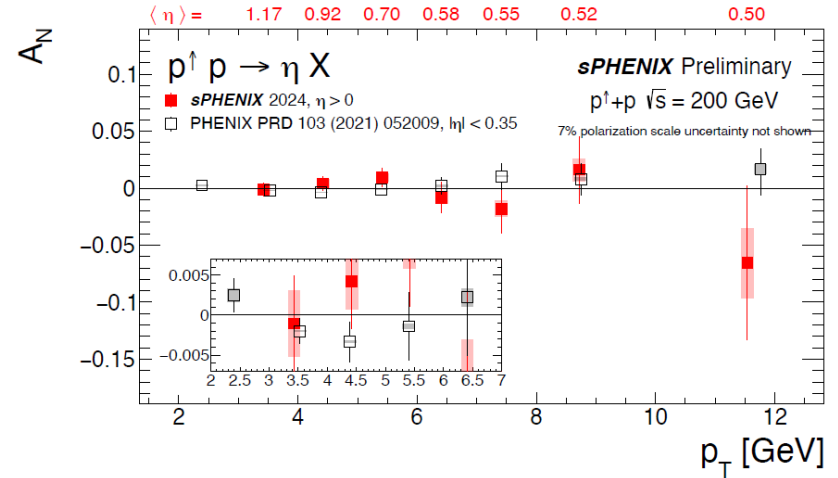 ⟨ η ⟩ = 1.17 0.92 0.70 0.58 0.55 0.52 0.50
A_N
p↑ p → η X
sPHENIX 2024, η > 0
PHENIX PRD 103 (2021) 052009, |η| < 0.35
sPHENIX Preliminary
p↑+p √s = 200 GeV
7% polarization scale uncertainty not shown
0.1
0.05
0
−0.05
−0.1
−0.15
0.005
0
−0.005
2 2.5 3 3.5 4 4.5 5 5.5 6 6.5 7
2 4 6 8 10 12
p_T [GeV]